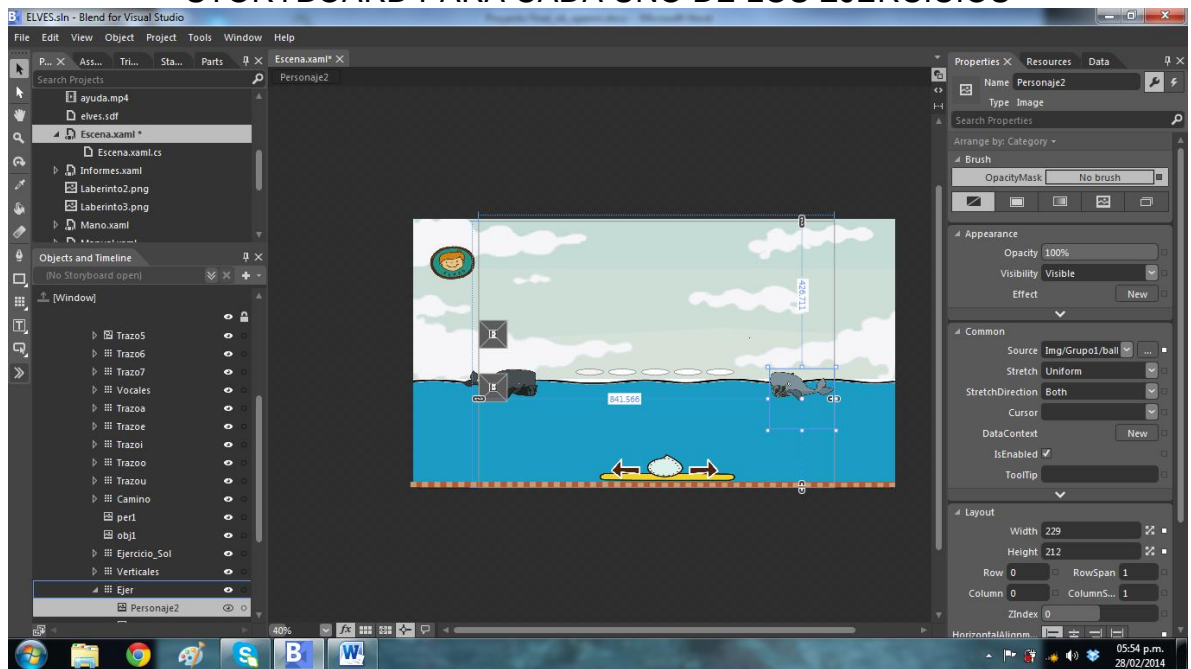 STORYBOARD PARA CADA UNO DE LOS EJERCICIOS
ELVES.sln - Blend for Visual Studio
File Edit View Object Project Tools Window Help
P... Ass... Tri... Sta... Parts
Search Projects
ayuda.mp4
elves.sdf
Escena.xaml *
Escena.xaml.cs
Informes.xaml
Laberinto2.png
Laberinto3.png
Mano.xaml
Objects and Timeline
(No Storyboard open)
[Window]
Trazo5
Trazo6
Trazo7
Vocales
Trazoa
Trazoe
Trazoi
Trazoo
Trazou
Camino
per1
obj1
Ejercicio_Sol
Verticales
Ejer
Personaje2
Escena.xaml*
Personaje2
426.711
841.566
40%
fx
Properties Resources Data
Name Personaje2
Type Image
Search Properties
Arrange by: Category
Brush
OpacityMask No brush
Appearance
Opacity 100%
Visibility Visible
Effect New
Common
Source Img/Grupo1/ball ...
Stretch Uniform
StretchDirection Both
Cursor
DataContext New
IsEnabled
ToolTip
Layout
Width 229
Height 212
Row 0 RowSpan 1
Column 0 ColumnS... 1
ZIndex 0
HorizontalAlignm...
05:54 p.m.
28/02/2014